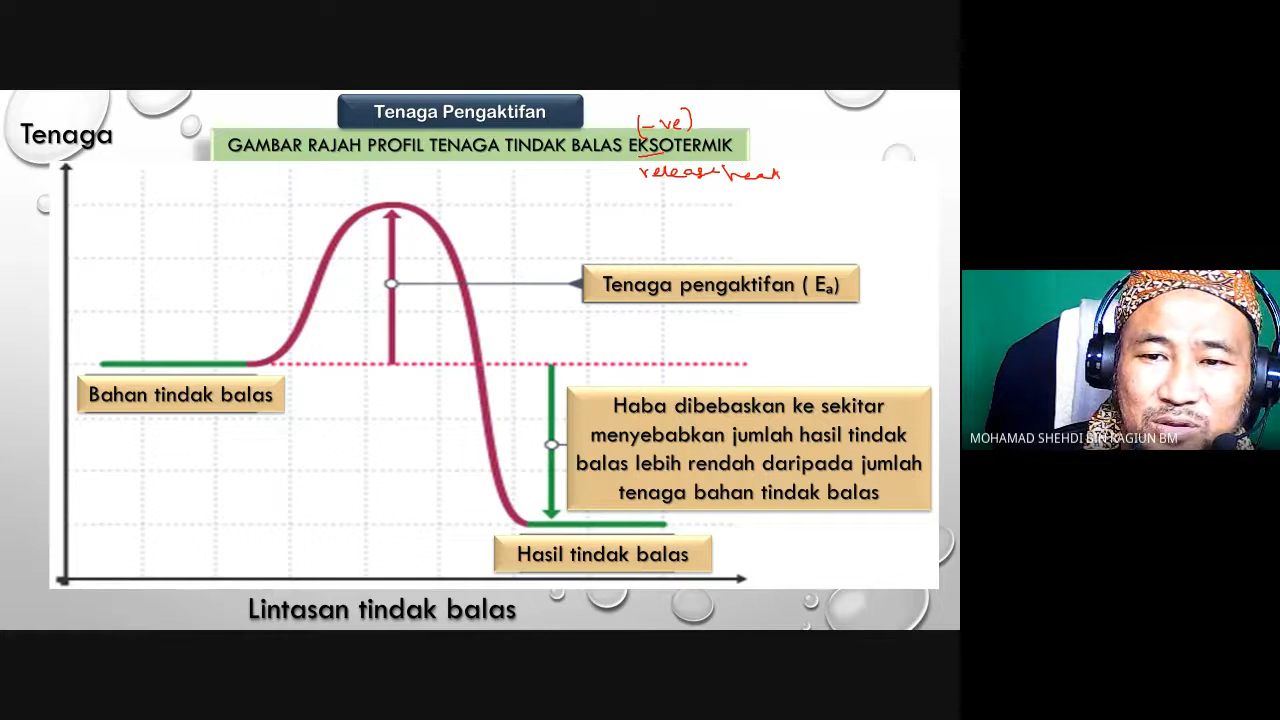 Tenaga Pengaktifan
(-ve)
Tenaga
GAMBAR RAJAH PROFIL TENAGA TINDAK BALAS EKSOTERMIK
release heat
Tenaga pengaktifan ( Eₐ)
Bahan tindak balas
Haba dibebaskan ke sekitar
menyebabkan jumlah hasil tindak
balas lebih rendah daripada jumlah
tenaga bahan tindak balas
MOHAMAD SHEHDI BIN KAGIUN BM
Hasil tindak balas
Lintasan tindak balas